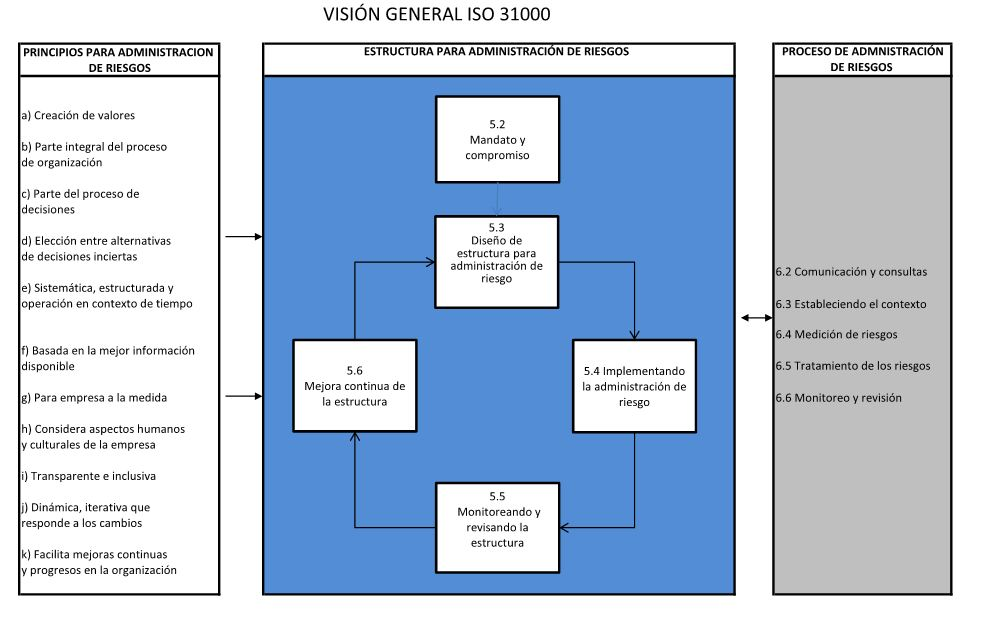 VISIÓN GENERAL ISO 31000
PRINCIPIOS PARA ADMINISTRACION
DE RIESGOS
a) Creación de valores
b) Parte integral del proceso
de organización
c) Parte del proceso de
decisiones
d) Elección entre alternativas
de decisiones inciertas
e) Sistemática, estructurada y
operación en contexto de tiempo
f) Basada en la mejor información
disponible
g) Para empresa a la medida
h) Considera aspectos humanos
y culturales de la empresa
i) Transparente e inclusiva
j) Dinámica, iterativa que
responde a los cambios
k) Facilita mejoras continuas
y progresos en la organización
ESTRUCTURA PARA ADMINISTRACIÓN DE RIESGOS
5.2
Mandato y
compromiso
5.3
Diseño de
estructura para
administración de
riesgo
5.4 Implementando
la administración de
riesgo
5.5
Monitoreando y
revisando la
estructura
5.6
Mejora continua de
la estructura
PROCESO DE ADMNISTRACIÓN
DE RIESGOS
6.2 Comunicación y consultas
6.3 Estableciendo el contexto
6.4 Medición de riesgos
6.5 Tratamiento de los riesgos
6.6 Monitoreo y revisión